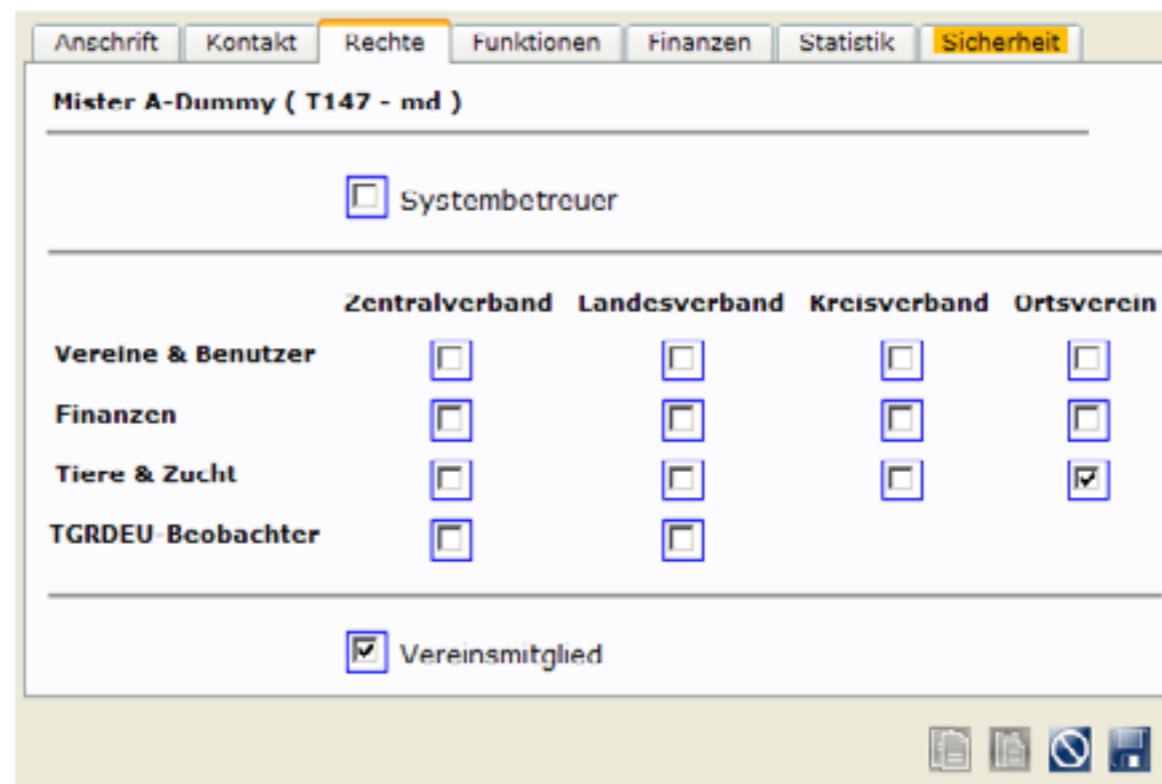 Anschrift Kontakt Rechte Funktionen Finanzen Statistik Sicherheit
Mister A-Dummy ( T147 - md )
Systembetreuer
Zentralverband Landesverband Kreisverband Ortsverein
Vereine & Benutzer
Finanzen
Tiere & Zucht
TGRDEU-Beobachter
Vereinsmitglied